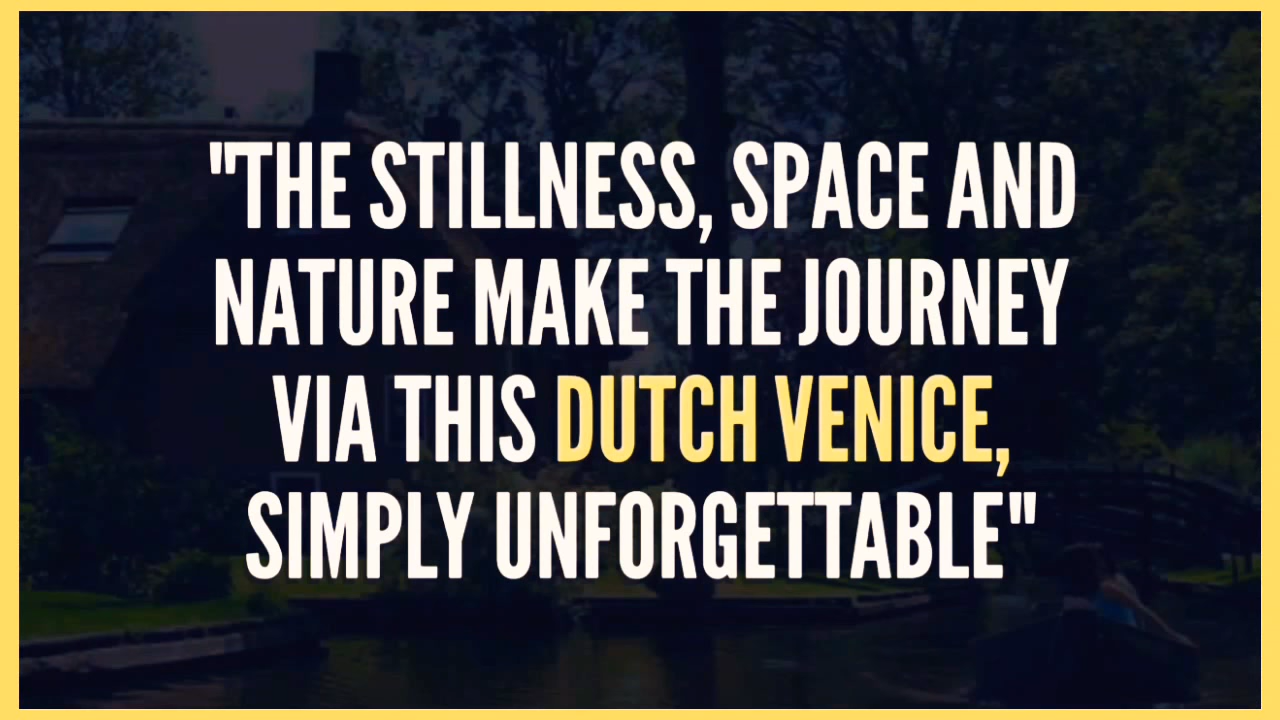 "THE STILLNESS, SPACE AND
NATURE MAKE THE JOURNEY
VIA THIS DUTCH VENICE,
SIMPLY UNFORGETTABLE"